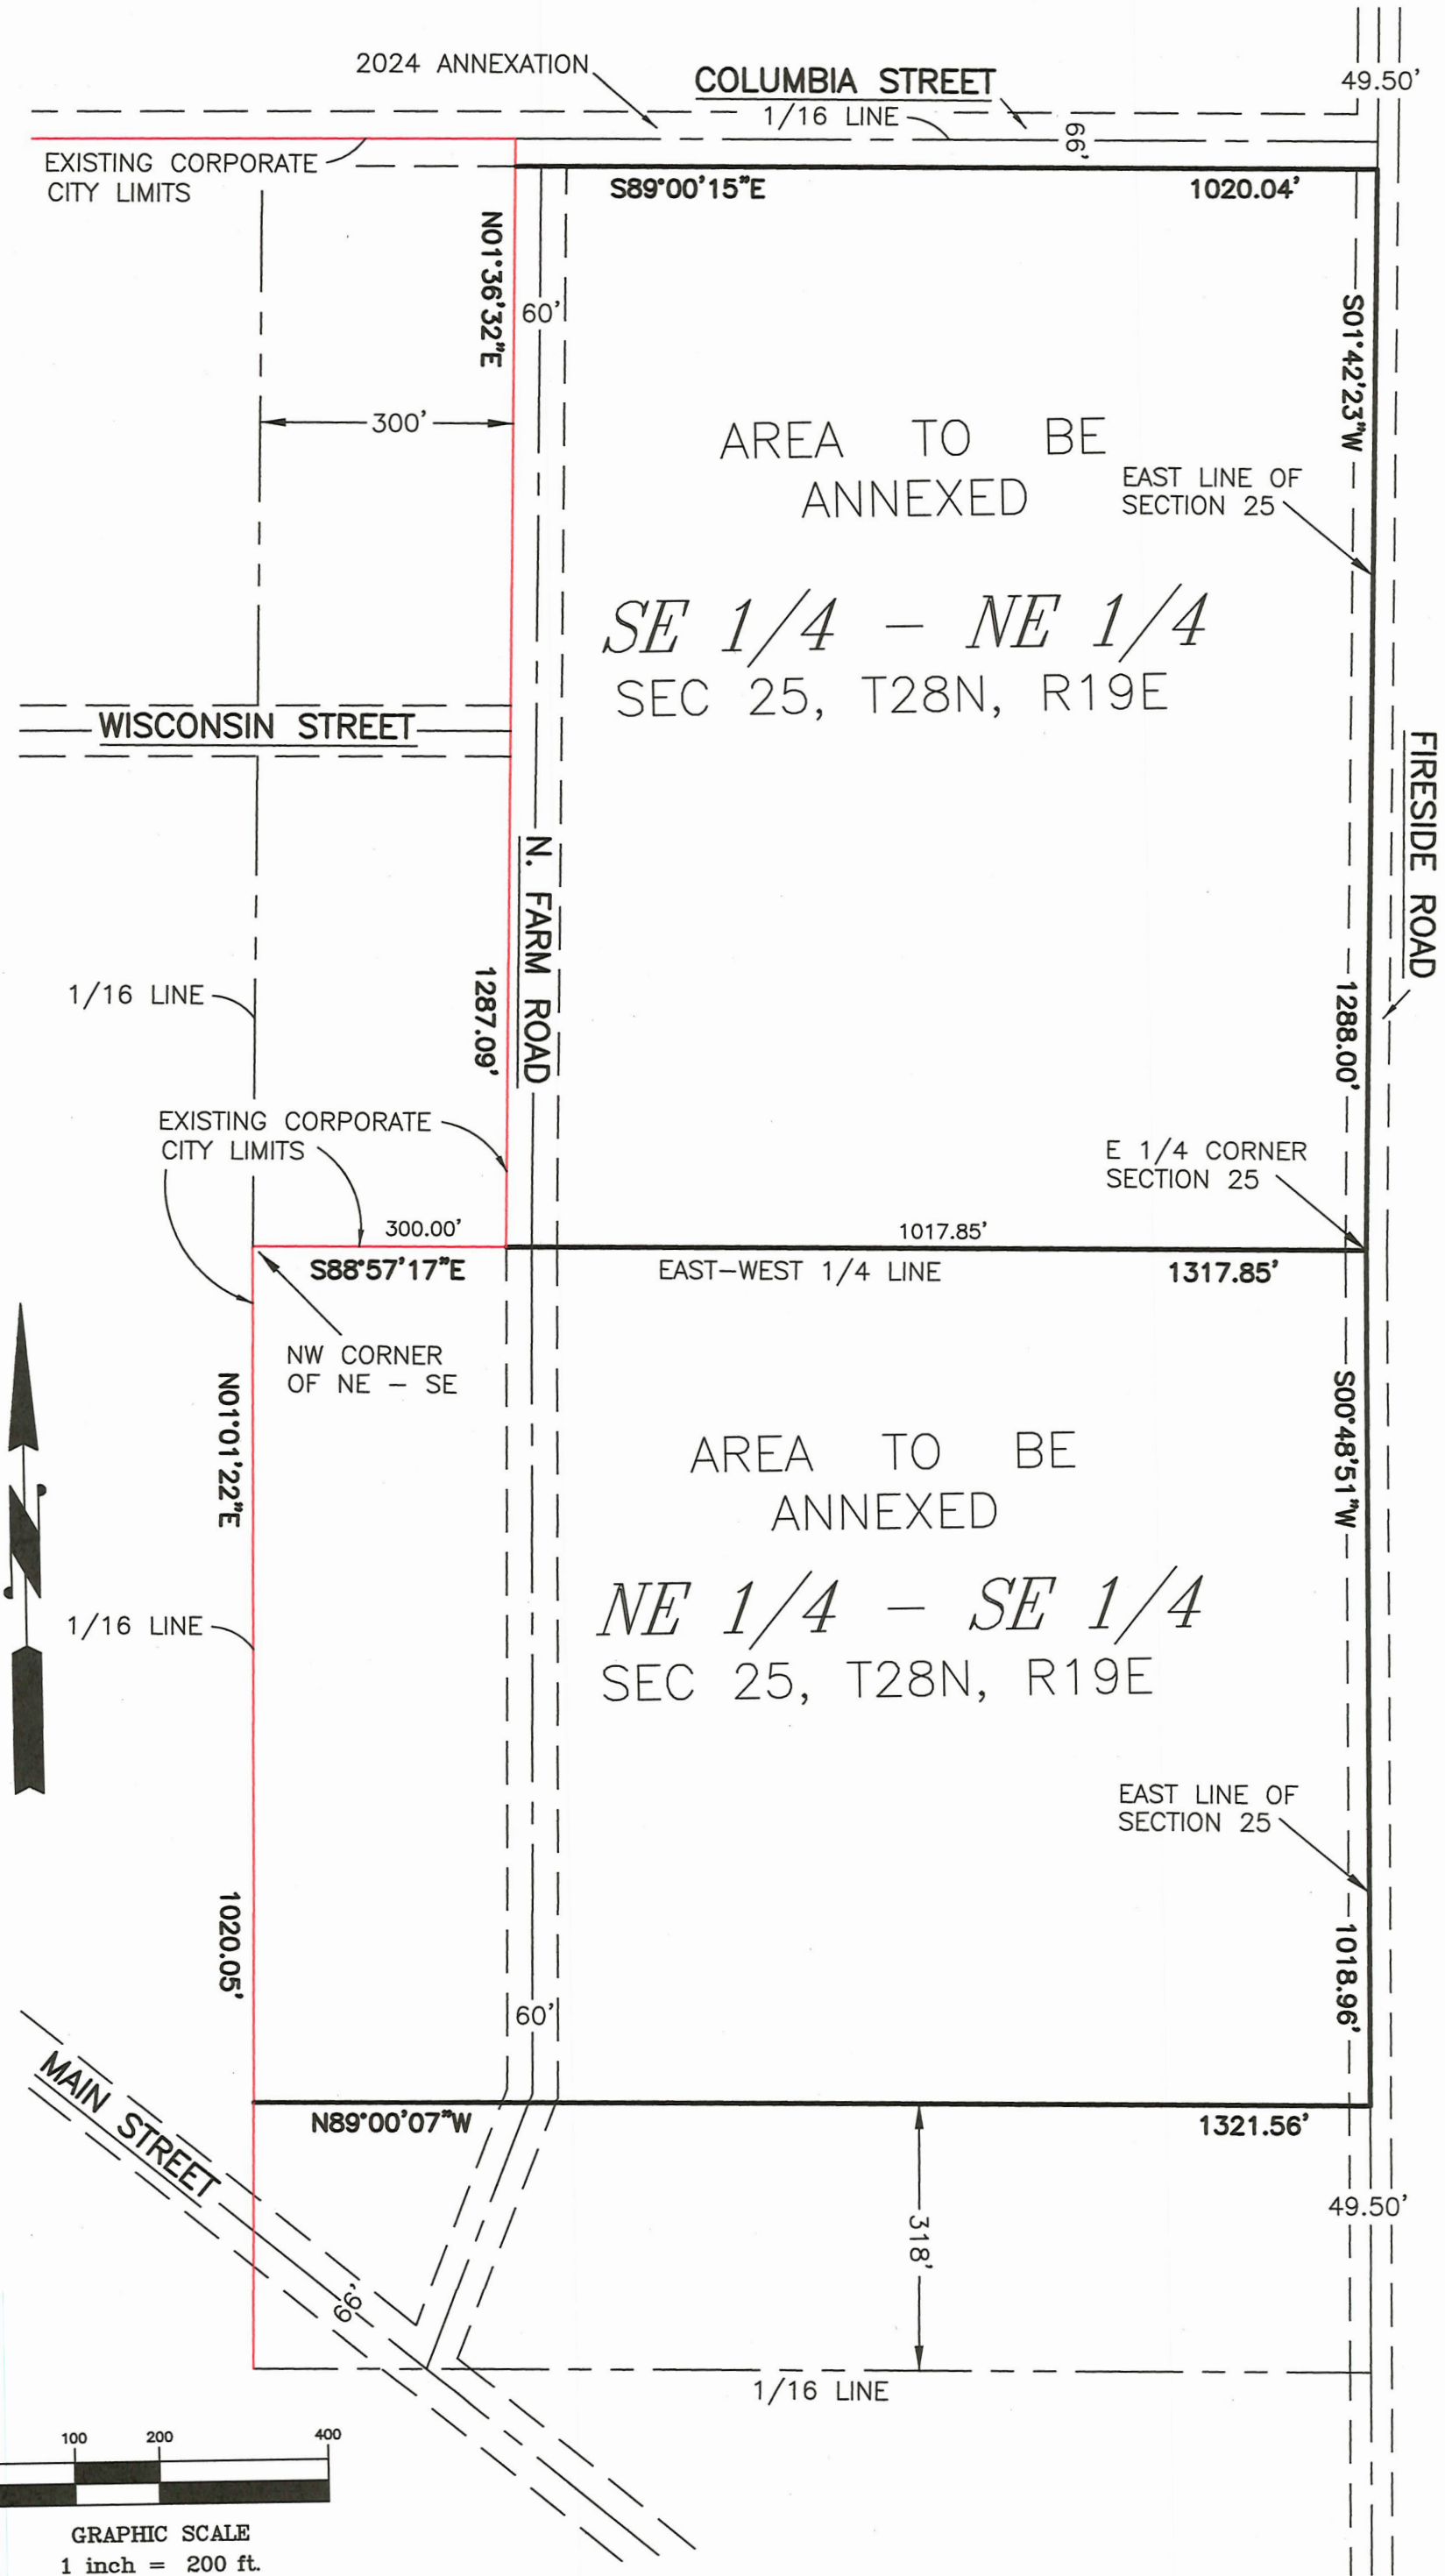 2024 ANNEXATION
COLUMBIA STREET
49.50'
1/16 LINE
66'
EXISTING CORPORATE
CITY LIMITS
S89°00'15"E
1020.04'
N01°36'32"E
60'
S01°42'23"W
300'
AREA TO BE
ANNEXED
EAST LINE OF
SECTION 25
SE 1/4 - NE 1/4
SEC 25, T28N, R19E
WISCONSIN STREET
FIRESIDE ROAD
N. FARM ROAD
1/16 LINE
1287.09'
1288.00'
EXISTING CORPORATE
CITY LIMITS
E 1/4 CORNER
SECTION 25
300.00'
1017.85'
S88°57'17"E
EAST-WEST 1/4 LINE
1317.85'
NW CORNER
OF NE - SE
N01°01'22"E
S00°48'51"W
AREA TO BE
ANNEXED
NE 1/4 - SE 1/4
SEC 25, T28N, R19E
1/16 LINE
EAST LINE OF
SECTION 25
1020.05'
1018.96'
60'
MAIN STREET
N89°00'07"W
1321.56'
49.50'
318'
66'
1/16 LINE
100 200 400
GRAPHIC SCALE
1 inch = 200 ft.